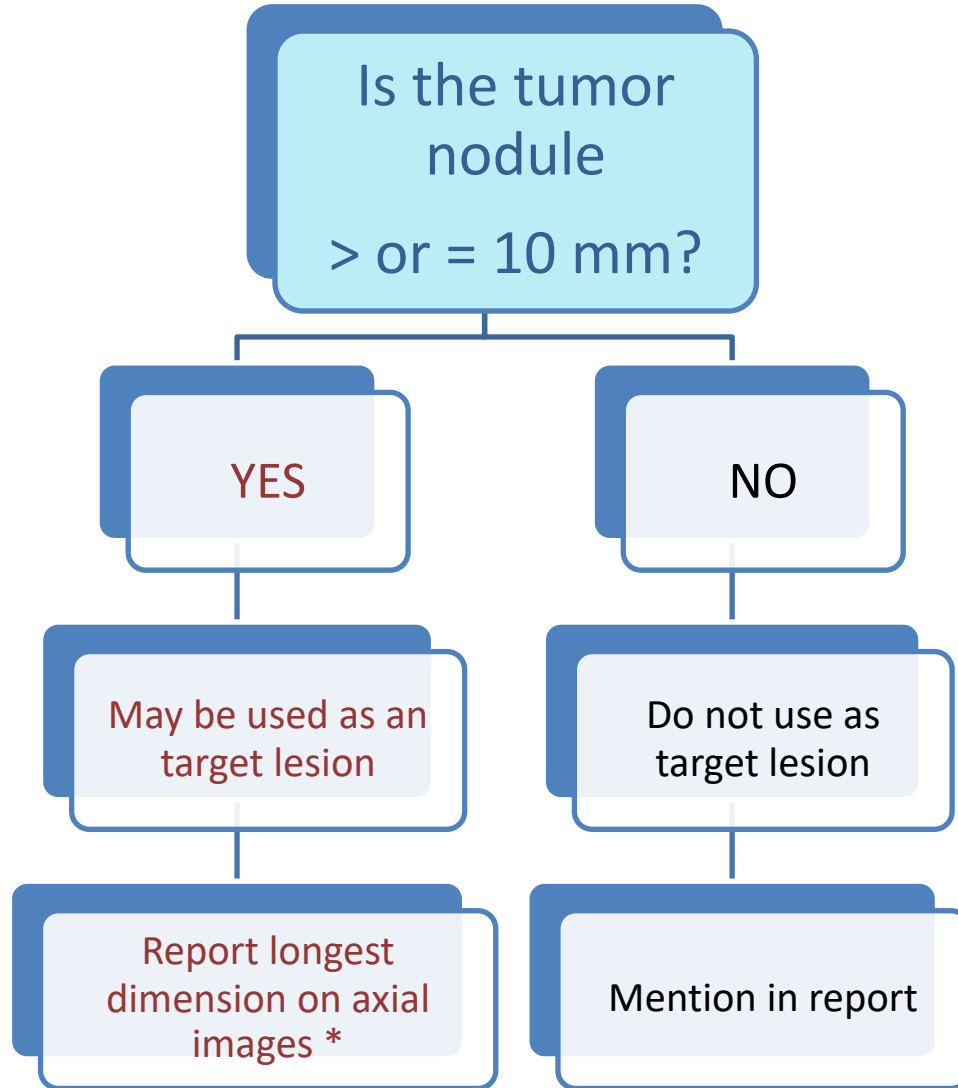 Is the tumor
nodule
> or = 10 mm?
YES
NO
May be used as an
target lesion
Do not use as
target lesion
Report longest
dimension on axial
images *
Mention in report